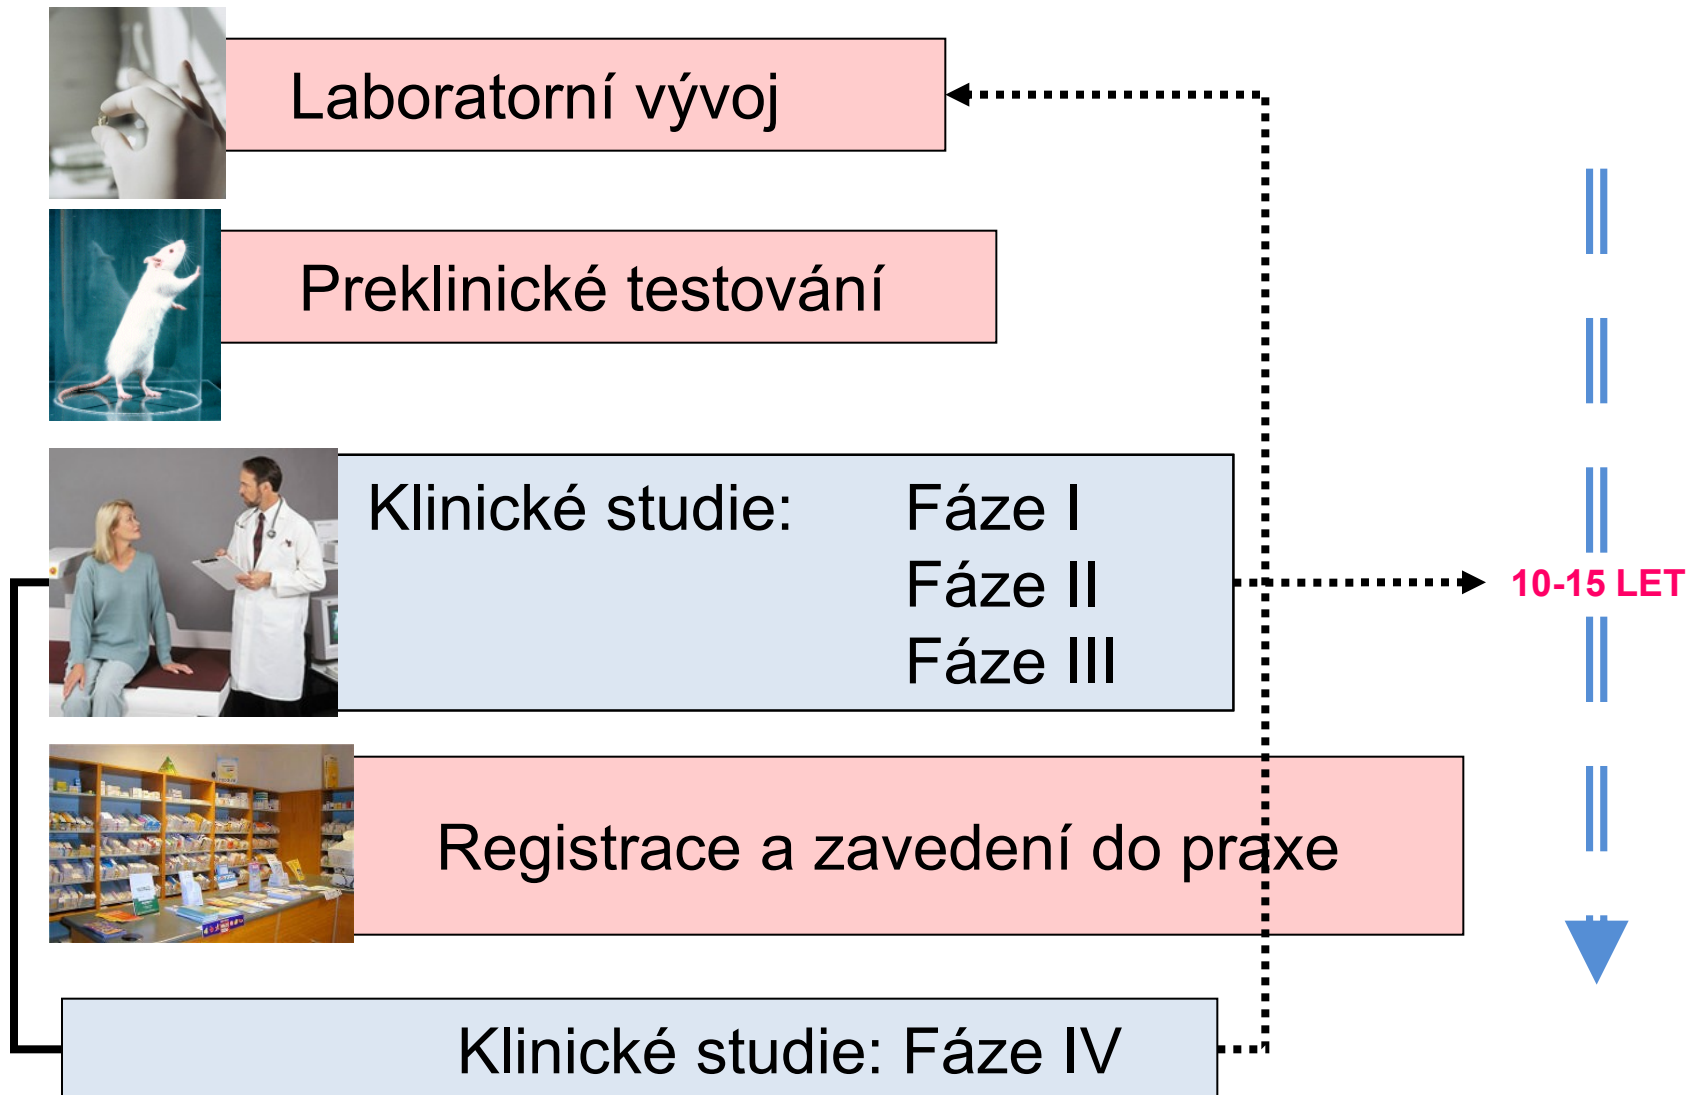 Laboratorní vývoj
Preklinické testování
Klinické studie: Fáze I
Fáze II
Fáze III
10-15 LET
Registrace a zavedení do praxe
Klinické studie: Fáze IV